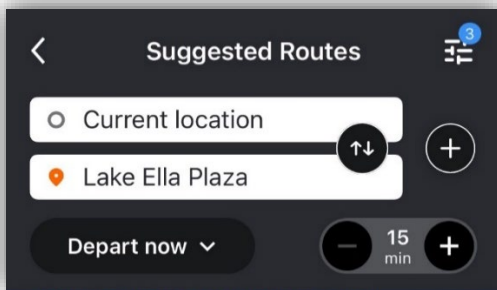 Suggested Routes
3
Current location
Lake Ella Plaza
Depart now
15
min